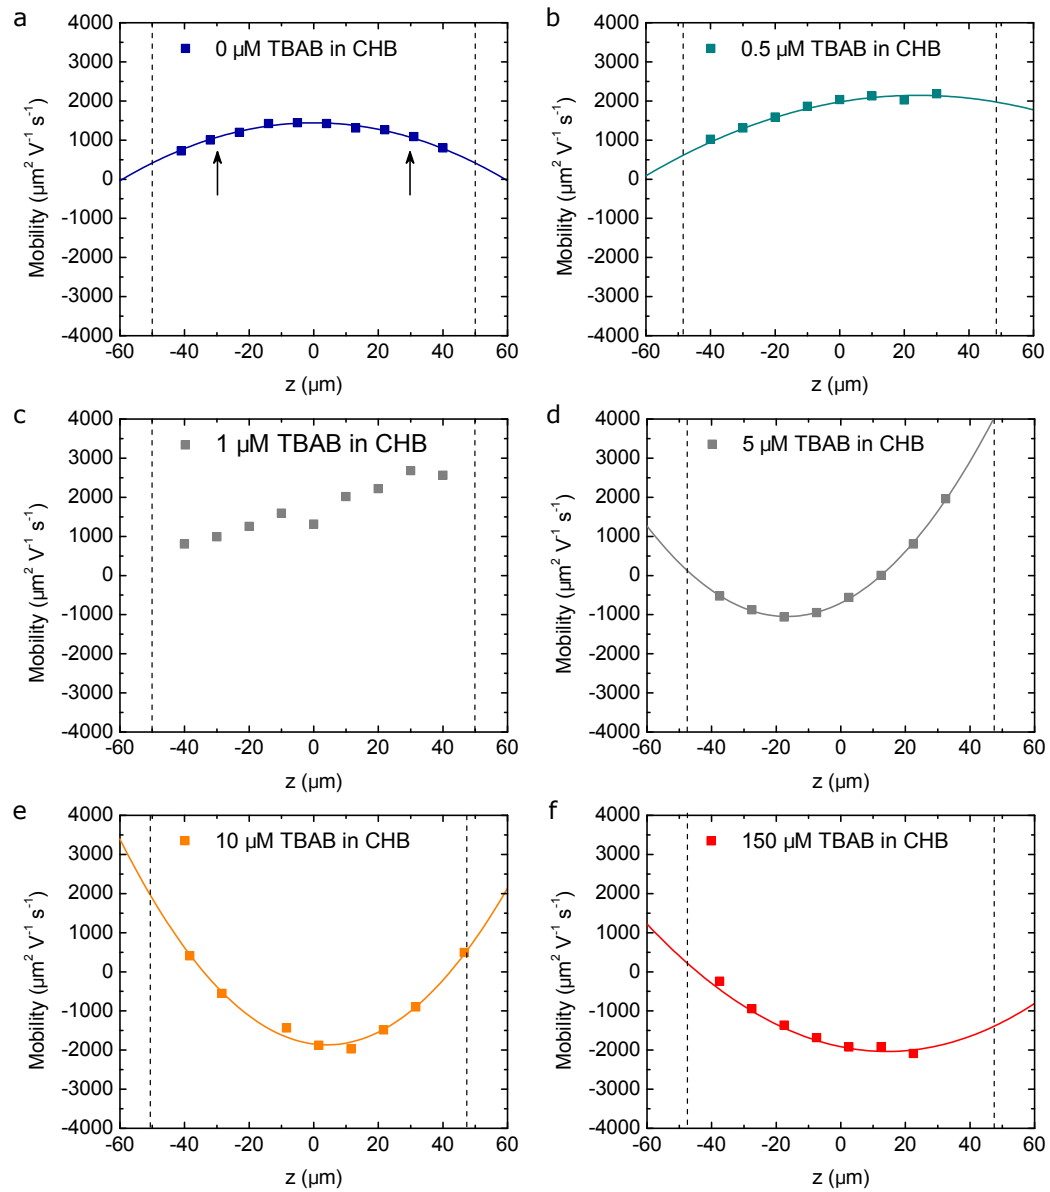 a
0 µM TBAB in CHB
Mobility (µm² V⁻¹ s⁻¹)
4000
3000
2000
1000
0
-1000
-2000
-3000
-4000
-60 -40 -20 0 20 40 60
z (µm)
b
0.5 µM TBAB in CHB
Mobility (µm² V⁻¹ s⁻¹)
4000
3000
2000
1000
0
-1000
-2000
-3000
-4000
-60 -40 -20 0 20 40 60
z (µm)
c
1 µM TBAB in CHB
Mobility (µm² V⁻¹ s⁻¹)
4000
3000
2000
1000
0
-1000
-2000
-3000
-4000
-60 -40 -20 0 20 40 60
z (µm)
d
5 µM TBAB in CHB
Mobility (µm² V⁻¹ s⁻¹)
4000
3000
2000
1000
0
-1000
-2000
-3000
-4000
-60 -40 -20 0 20 40 60
z (µm)
e
10 µM TBAB in CHB
Mobility (µm² V⁻¹ s⁻¹)
4000
3000
2000
1000
0
-1000
-2000
-3000
-4000
-60 -40 -20 0 20 40 60
z (µm)
f
150 µM TBAB in CHB
Mobility (µm² V⁻¹ s⁻¹)
4000
3000
2000
1000
0
-1000
-2000
-3000
-4000
-60 -40 -20 0 20 40 60
z (µm)